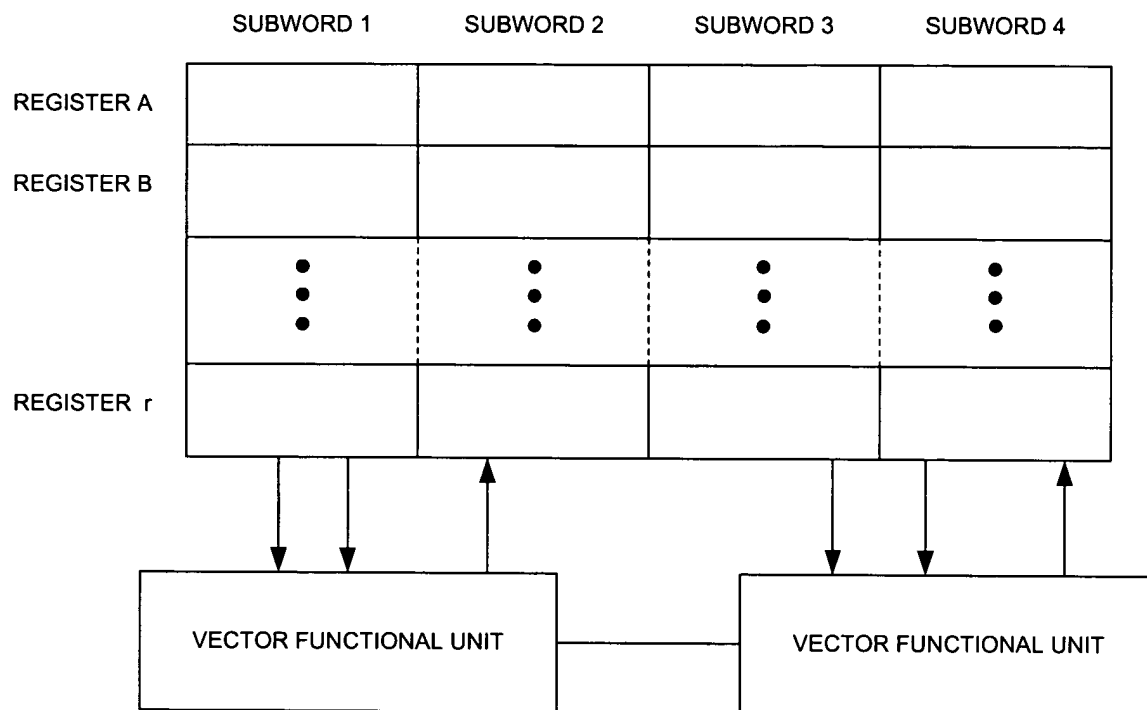 SUBWORD 1 SUBWORD 2 SUBWORD 3 SUBWORD 4
REGISTER A
REGISTER B
REGISTER r
VECTOR FUNCTIONAL UNIT VECTOR FUNCTIONAL UNIT